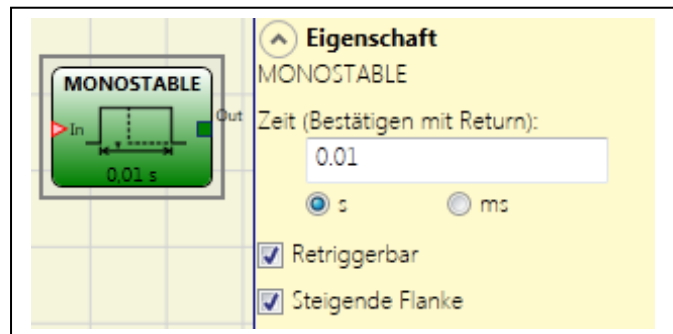 MONOSTABLE
In
Out
0,01 s
Eigenschaft
MONOSTABLE
Zeit (Bestätigen mit Return):
0.01
s ms
Retriggerbar
Steigende Flanke